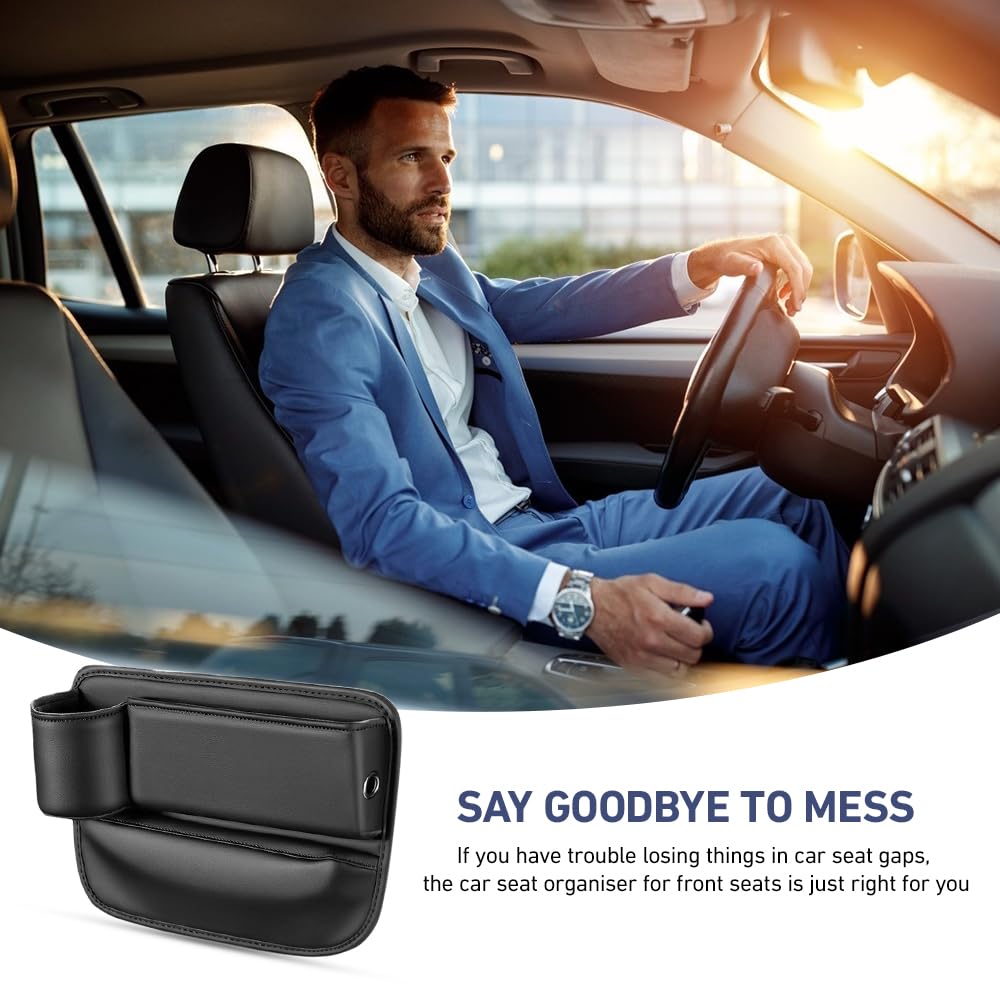 SAY GOODBYE TO MESS
If you have trouble losing things in car seat gaps,
the car seat organiser for front seats is just right for you